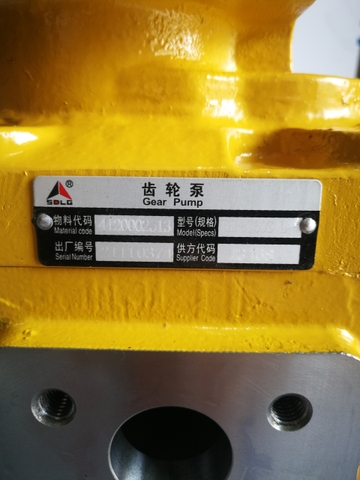 SDLG ®
齿轮泵
Gear Pump
物料代码 型号(规格)
Material code Model(Specs)
出厂编号 供方代码
Serial Number Supplier Code